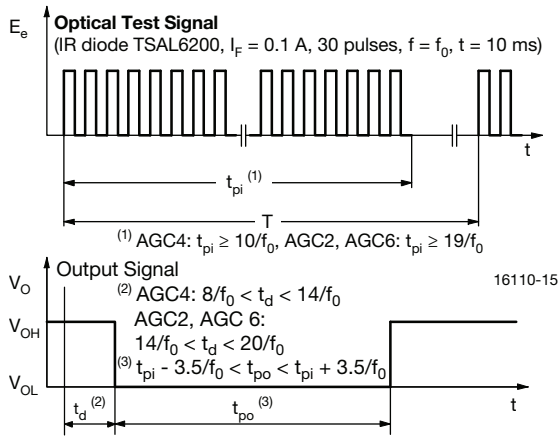 E_e
Optical Test Signal
(IR diode TSAL6200, I_F = 0.1 A, 30 pulses, f = f_0, t = 10 ms)
t
t_pi (1)
T
(1) AGC4: t_pi ≥ 10/f_0, AGC2, AGC6: t_pi ≥ 19/f_0
V_O
Output Signal
16110-15
(2) AGC4: 8/f_0 < t_d < 14/f_0
V_OH
AGC2, AGC 6:
14/f_0 < t_d < 20/f_0
(3) t_pi - 3.5/f_0 < t_po < t_pi + 3.5/f_0
V_OL
t_d (2)
t_po (3)
t